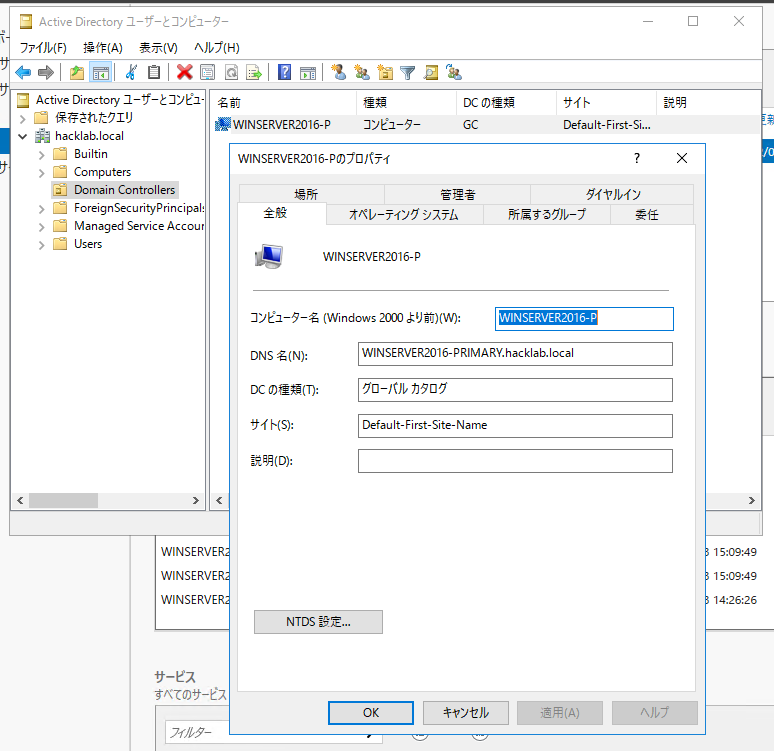 Active Directory ユーザーとコンピューター
ファイル(F) 操作(A) 表示(V) ヘルプ(H)
Active Directory ユーザーとコンピュ
保存されたクエリ
hacklab.local
Builtin
Computers
Domain Controllers
ForeignSecurityPrincipals
Managed Service Accour
Users
名前 種類 DC の種類 サイト 説明
WINSERVER2016-P コンピューター GC Default-First-Si...
WINSERVER2016-Pのプロパティ
場所 管理者 ダイヤルイン
全般 オペレーティング システム 所属するグループ 委任
WINSERVER2016-P
コンピューター名 (Windows 2000 より前)(W): WINSERVER2016-P
DNS 名(N): WINSERVER2016-PRIMARY.hacklab.local
DC の種類(T): グローバル カタログ
サイト(S): Default-First-Site-Name
説明(D):
NTDS 設定...
OK キャンセル 適用(A) ヘルプ
WINSERVER2 15:09:49
WINSERVER2 15:09:49
WINSERVER2 14:26:26
サービス
すべてのサービス
フィルター